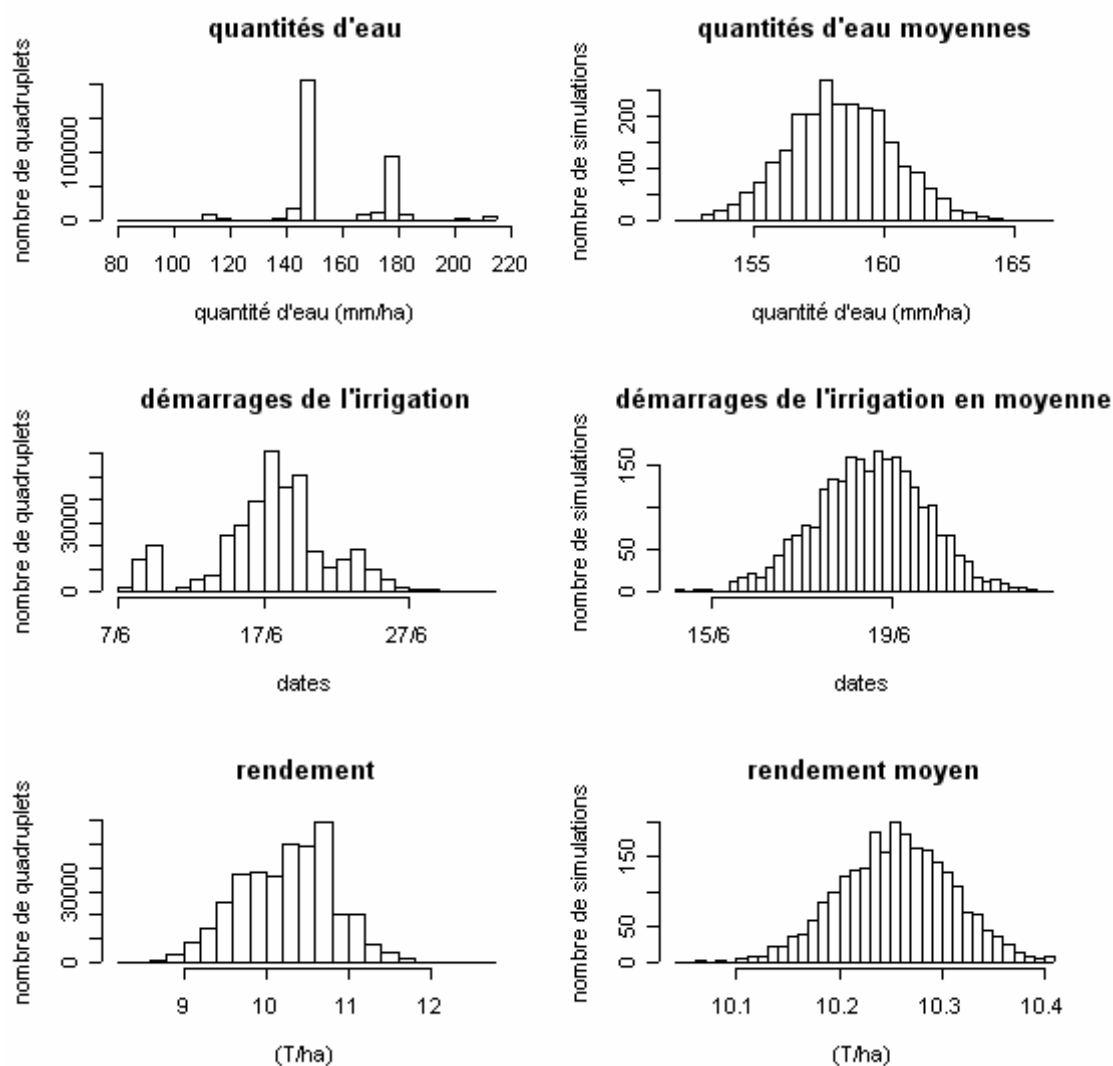 quantités d'eau
nombre de quadruplets
0
100000
80 100 120 140 160 180 200 220
quantité d'eau (mm/ha)
quantités d'eau moyennes
nombre de simulations
0 100 200
155 160 165
quantité d'eau (mm/ha)
démarrages de l'irrigation
nombre de quadruplets
0 30000
7/6 17/6 27/6
dates
démarrages de l'irrigation en moyenne
nombre de simulations
0 50 150
15/6 19/6
dates
rendement
nombre de quadruplets
0 30000
9 10 11 12
(T/ha)
rendement moyen
nombre de simulations
0 50 150
10.1 10.2 10.3 10.4
(T/ha)